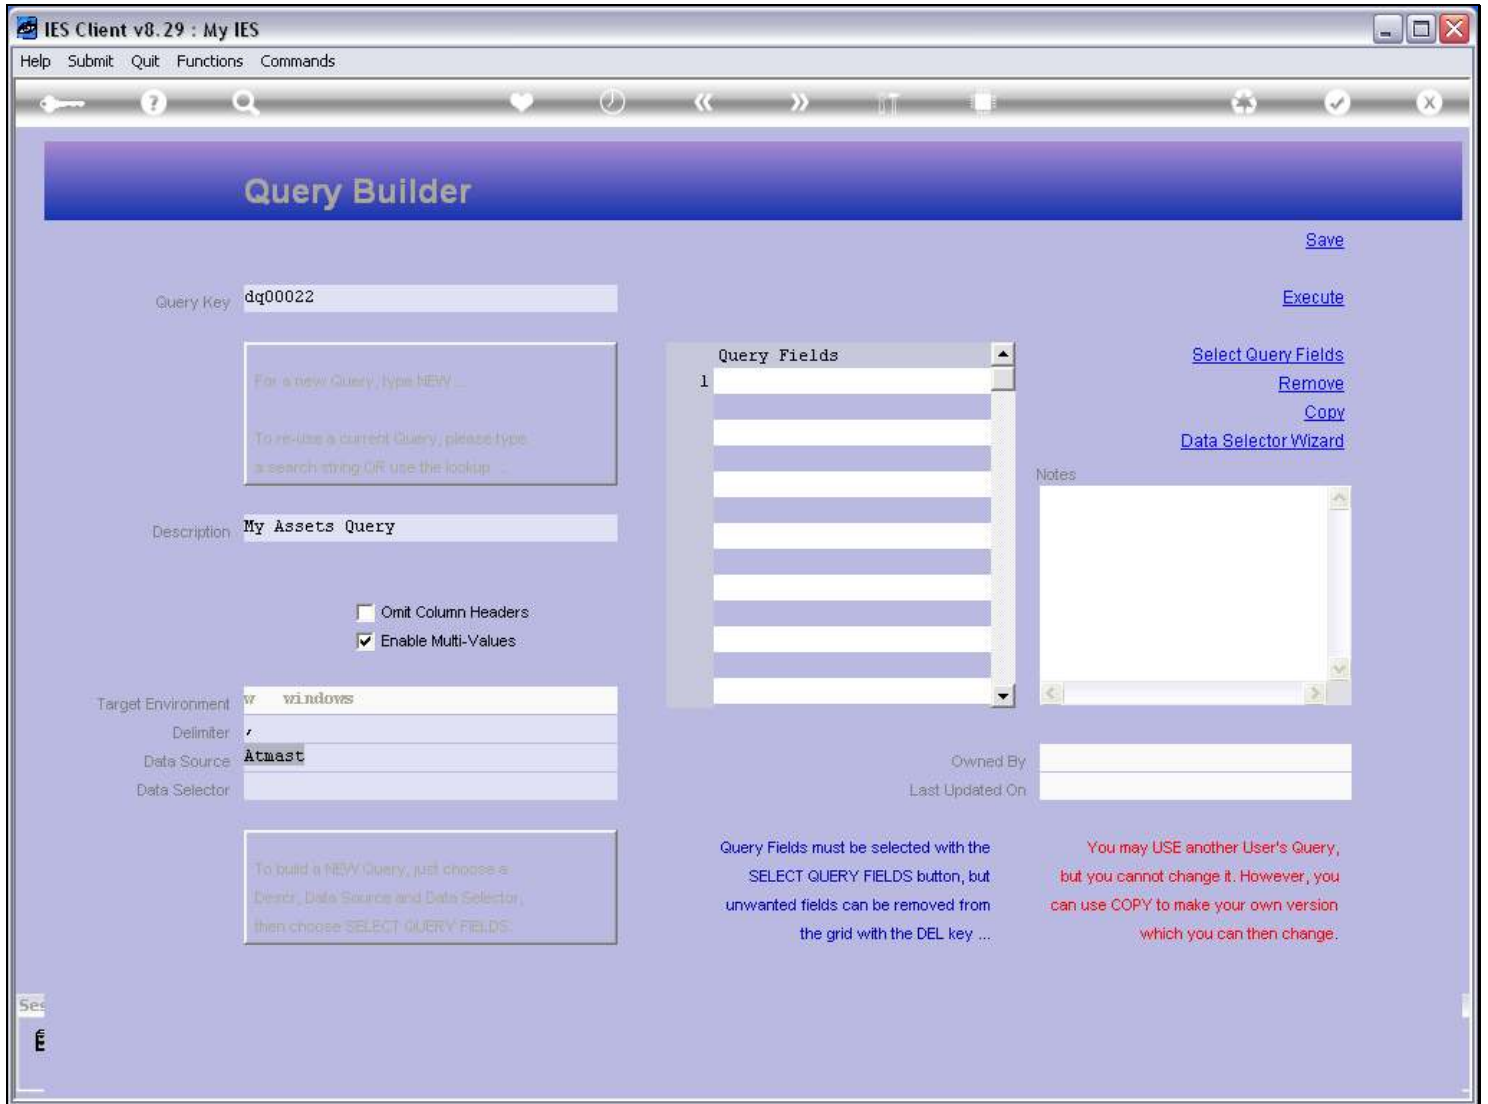 IES Client v8.29 : My IES
Help Submit Quit Functions Commands
Query Builder
Save
Query Key dq00022
Execute
For a new Query, type NEW ...
To re-use a current Query, please type
a search string OR use the lookup ...
Query Fields
1
Select Query Fields
Remove
Copy
Data Selector Wizard
Notes
Description My Assets Query
Omit Column Headers
Enable Multi-Values
Target Environment w windows
Delimiter ,
Data Source Atmast
Data Selector
Owned By
Last Updated On
To build a NEW Query, just choose a
Descr, Data Source and Data Selector,
then choose SELECT QUERY FIELDS.
Query Fields must be selected with the
SELECT QUERY FIELDS button, but
unwanted fields can be removed from
the grid with the DEL key ...
You may USE another User's Query,
but you cannot change it. However, you
can use COPY to make your own version
which you can then change.
Ses